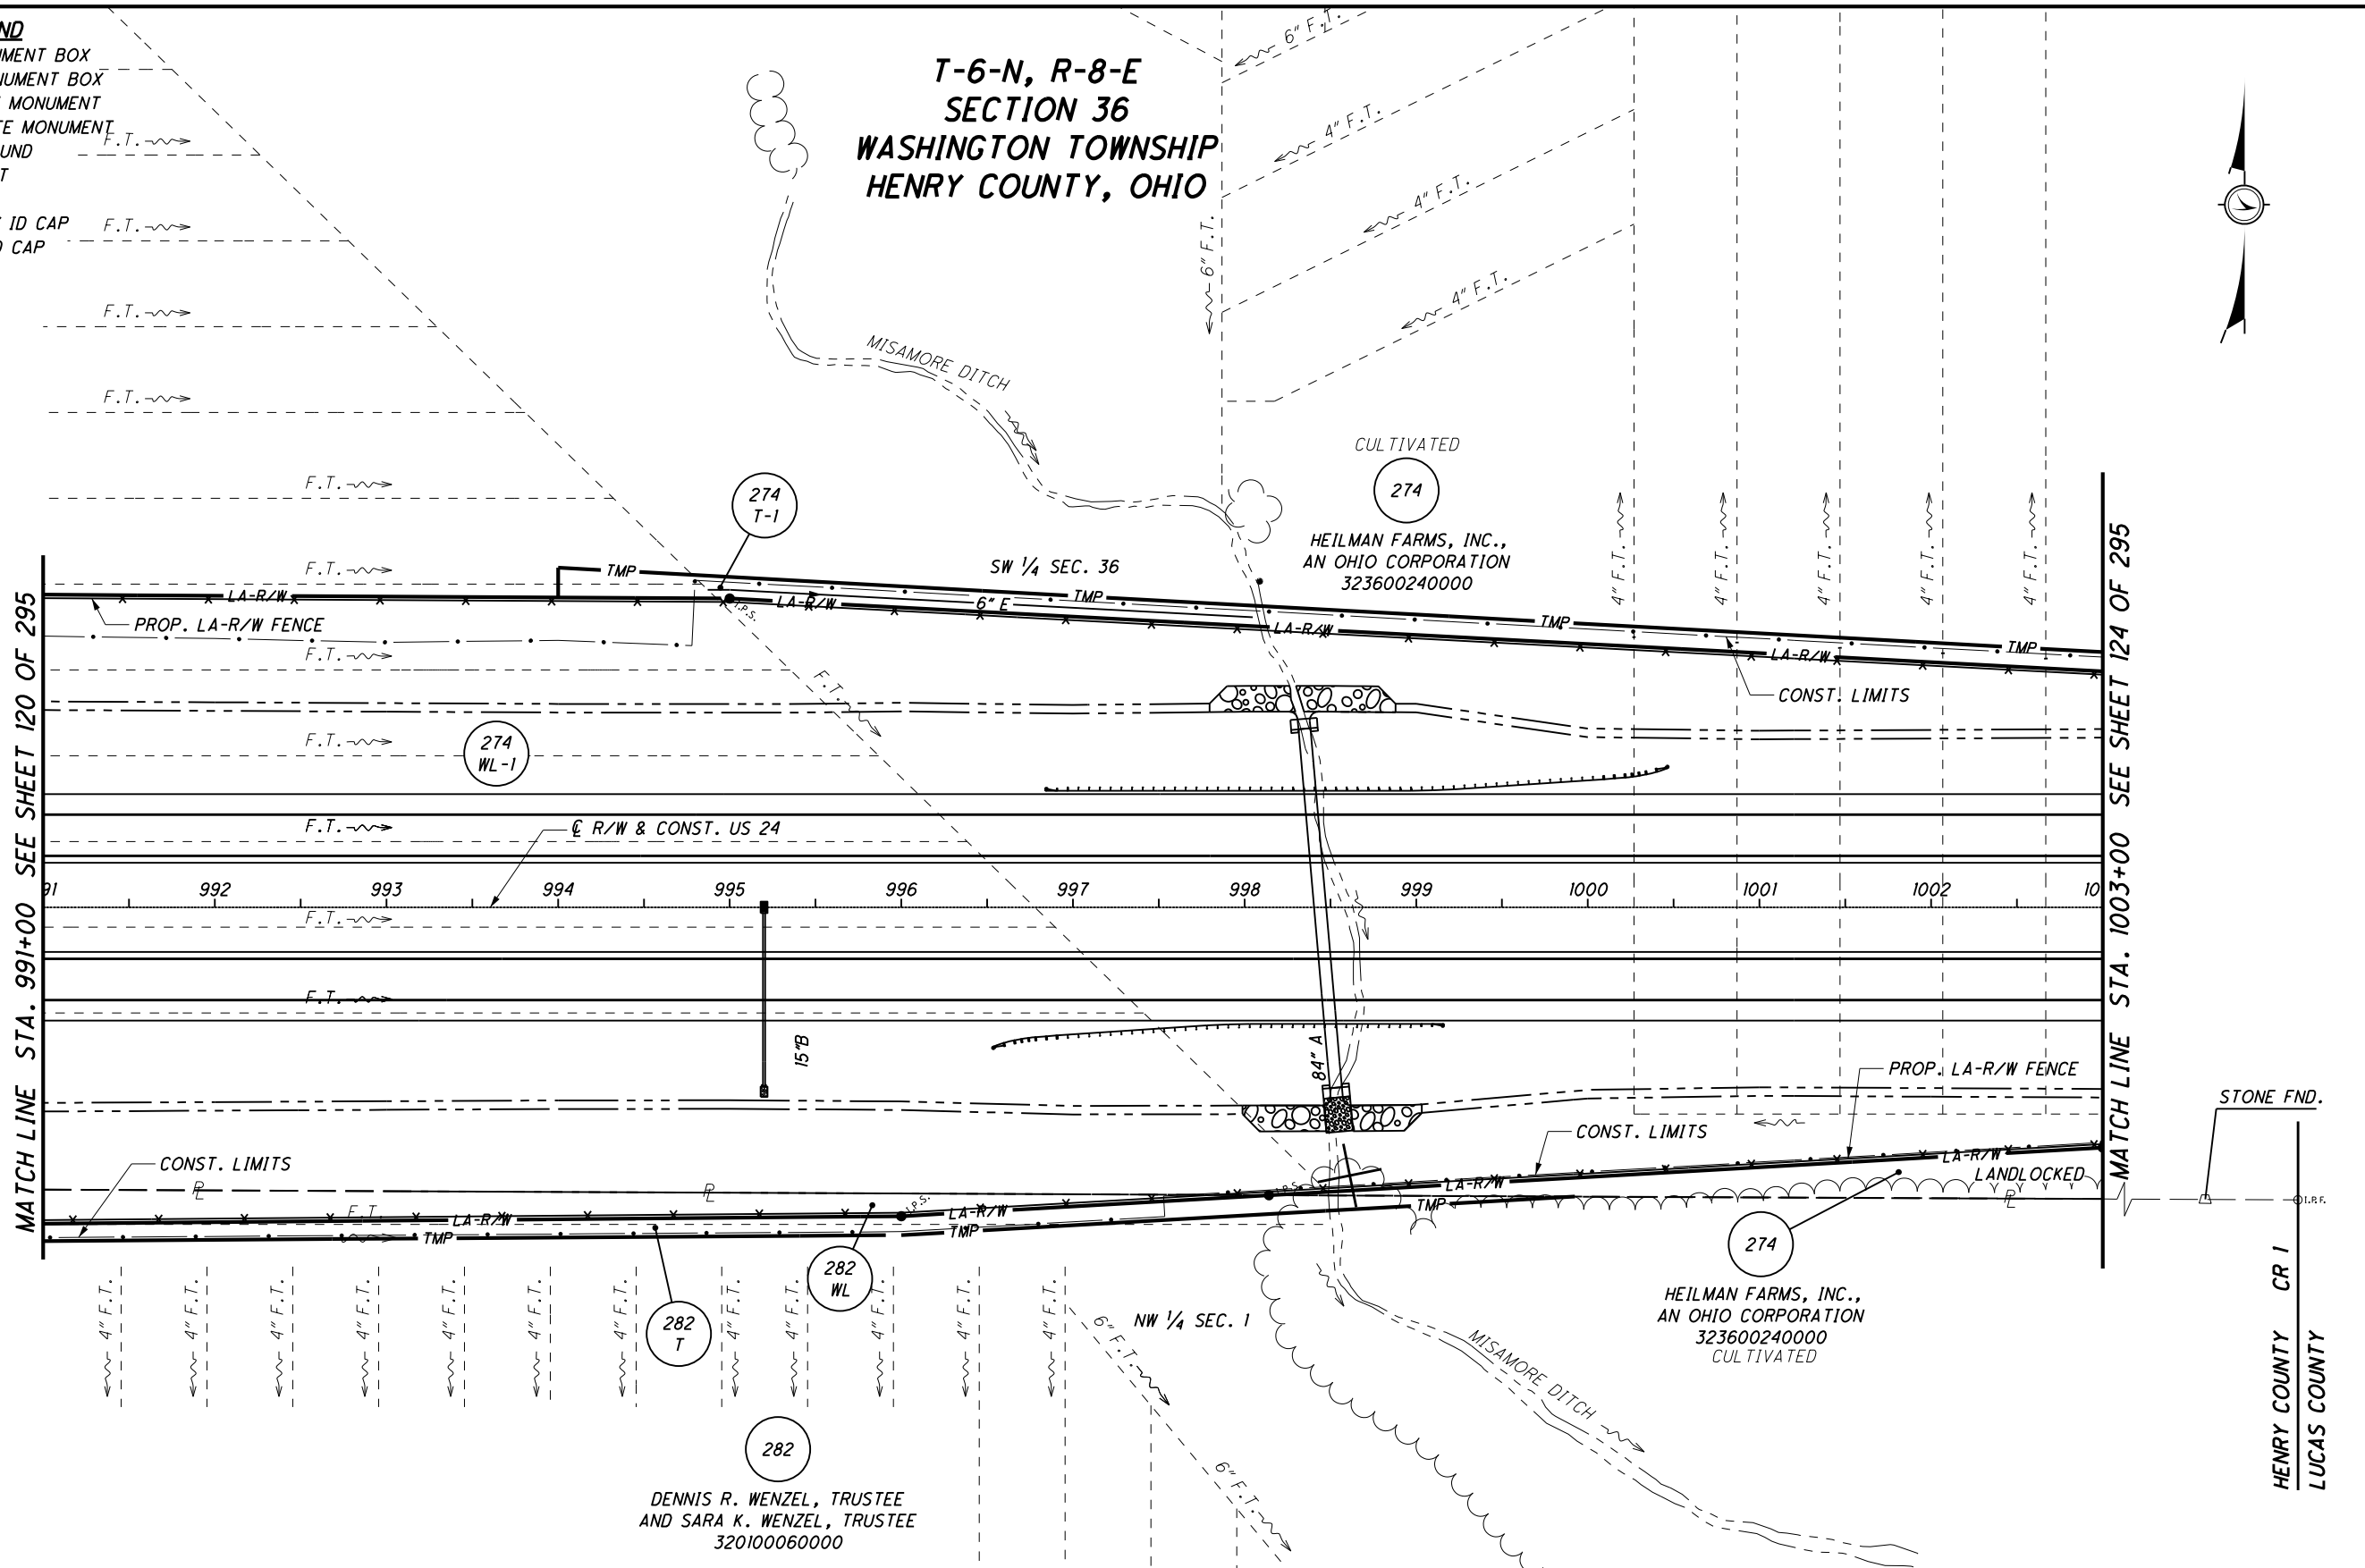 ND
UMENT BOX
NUMENT BOX
E MONUMENT
TE MONUMENT
UND
T
ID CAP
D CAP
T-6-N, R-8-E
SECTION 36
WASHINGTON TOWNSHIP
HENRY COUNTY, OHIO
6" F.T.
4" F.T.
4" F.T.
4" F.T.
6" F.T.
F.T.
F.T.
F.T.
F.T.
F.T.
F.T.
F.T.
F.T.
F.T.
F.T.
F.T.
F.T.
F.T.
MISAMORE DITCH
CULTIVATED
274
HEILMAN FARMS, INC.,
AN OHIO CORPORATION
323600240000
274
T-1
SW 1/4 SEC. 36
4" F.T.
4" F.T.
4" F.T.
4" F.T.
4" F.T.
TMP
TMP
TMP
TMP
LA-R/W
LA-R/W
LA-R/W
LA-R/W
I.P.S.
6" E
PROP. LA-R/W FENCE
CONST. LIMITS
274
WL-1
℄ R/W & CONST. US 24
91
992
993
994
995
996
997
998
999
1000
1001
1002
10
15"B
84" A
MATCH LINE STA. 991+00 SEE SHEET 120 OF 295
MATCH LINE STA. 1003+00 SEE SHEET 124 OF 295
PROP. LA-R/W FENCE
CONST. LIMITS
CONST. LIMITS
STONE FND.
LANDLOCKED
LA-R/W
LA-R/W
LA-R/W
LA-R/W
TMP
TMP
TMP
I.P.S.
I.P.S.
PL
PL
PL
I.P.F.
282
WL
282
T
274
HEILMAN FARMS, INC.,
AN OHIO CORPORATION
323600240000
CULTIVATED
NW 1/4 SEC. 1
4" F.T.
4" F.T.
4" F.T.
4" F.T.
4" F.T.
4" F.T.
4" F.T.
4" F.T.
4" F.T.
4" F.T.
4" F.T.
4" F.T.
6" F.T.
6" F.T.
MISAMORE DITCH
282
DENNIS R. WENZEL, TRUSTEE
AND SARA K. WENZEL, TRUSTEE
320100060000
HENRY COUNTY CR 1
LUCAS COUNTY